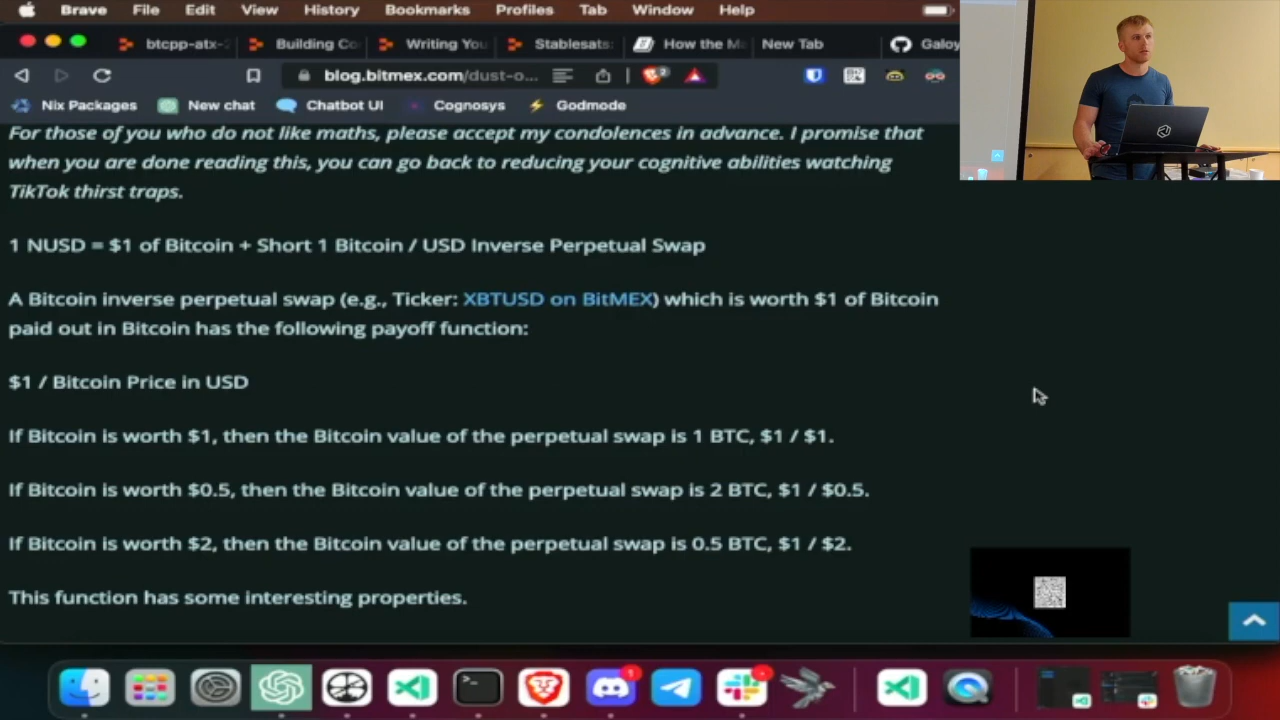 Brave File Edit View History Bookmarks Profiles Tab Window Help
btcpp-atx- Building Co Writing You Stablesats: How the Ma New Tab Galoy
blog.bitmex.com/dust-o... 2
Nix Packages New chat Chatbot UI Cognosys Godmode
For those of you who do not like maths, please accept my condolences in advance. I promise that
when you are done reading this, you can go back to reducing your cognitive abilities watching
TikTok thirst traps.
1 NUSD = $1 of Bitcoin + Short 1 Bitcoin / USD Inverse Perpetual Swap
A Bitcoin inverse perpetual swap (e.g., Ticker: XBTUSD on BitMEX) which is worth $1 of Bitcoin
paid out in Bitcoin has the following payoff function:
$1 / Bitcoin Price in USD
If Bitcoin is worth $1, then the Bitcoin value of the perpetual swap is 1 BTC, $1 / $1.
If Bitcoin is worth $0.5, then the Bitcoin value of the perpetual swap is 2 BTC, $1 / $0.5.
If Bitcoin is worth $2, then the Bitcoin value of the perpetual swap is 0.5 BTC, $1 / $2.
This function has some interesting properties.
1